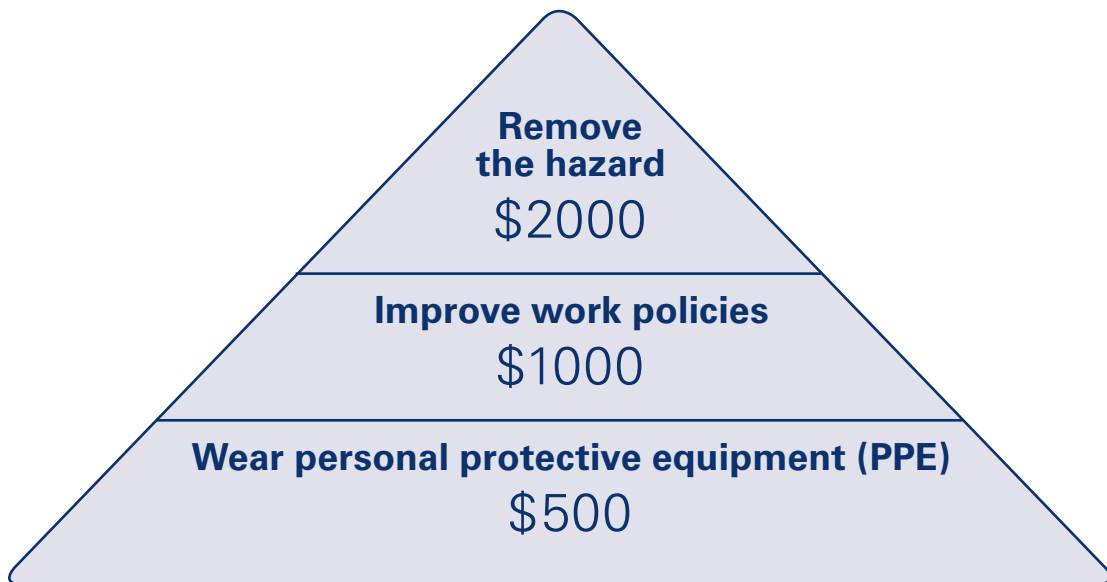 Remove
the hazard
$2000
Improve work policies
$1000
Wear personal protective equipment (PPE)
$500